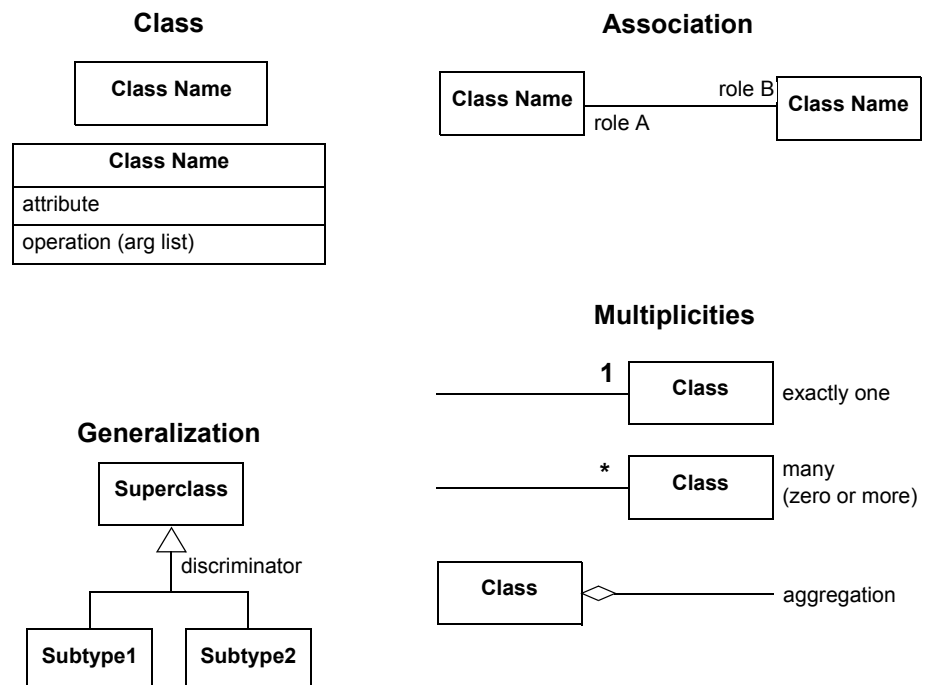 Class
Class Name
Class Name
attribute
operation (arg list)
Association
Class Name
role B
Class Name
role A
Multiplicities
1
Class
exactly one
*
Class
many
(zero or more)
Class
aggregation
Generalization
Superclass
discriminator
Subtype1
Subtype2